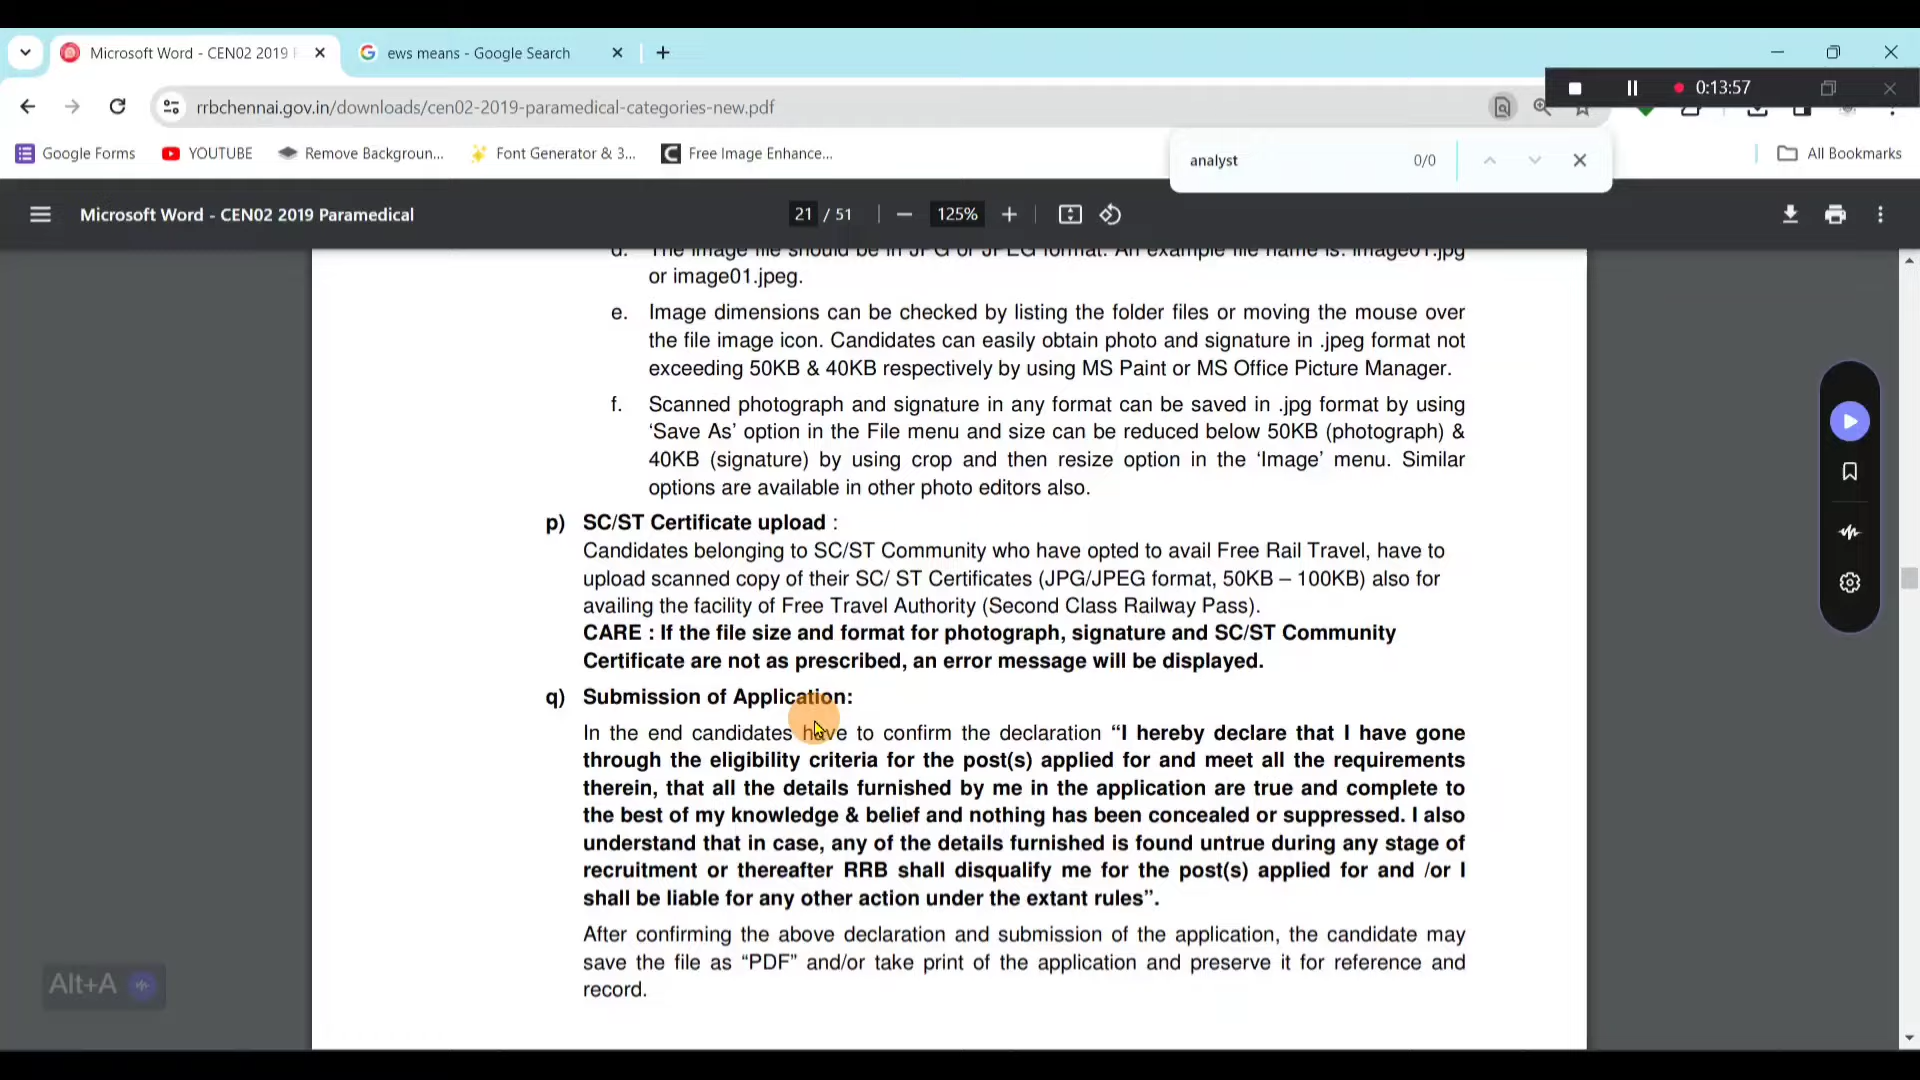 Microsoft Word - CEN02 2019
ews means - Google Search
0:13:57
rrbchennai.gov.in/downloads/cen02-2019-paramedical-categories-new.pdf
Google Forms
YOUTUBE
Remove Backgroun...
Font Generator & 3...
Free Image Enhance...
analyst
0/0
All Bookmarks
Microsoft Word - CEN02 2019 Paramedical
21 / 51
125%
d. The image file should be in JPG or JPEG format. An example file name is: image01.jpg
or image01.jpeg.
e. Image dimensions can be checked by listing the folder files or moving the mouse over
the file image icon. Candidates can easily obtain photo and signature in .jpeg format not
exceeding 50KB & 40KB respectively by using MS Paint or MS Office Picture Manager.
f. Scanned photograph and signature in any format can be saved in .jpg format by using
‘Save As’ option in the File menu and size can be reduced below 50KB (photograph) &
40KB (signature) by using crop and then resize option in the ‘Image’ menu. Similar
options are available in other photo editors also.
p) SC/ST Certificate upload :
Candidates belonging to SC/ST Community who have opted to avail Free Rail Travel, have to
upload scanned copy of their SC/ ST Certificates (JPG/JPEG format, 50KB – 100KB) also for
availing the facility of Free Travel Authority (Second Class Railway Pass).
CARE : If the file size and format for photograph, signature and SC/ST Community
Certificate are not as prescribed, an error message will be displayed.
q) Submission of Application:
In the end candidates have to confirm the declaration “I hereby declare that I have gone
through the eligibility criteria for the post(s) applied for and meet all the requirements
therein, that all the details furnished by me in the application are true and complete to
the best of my knowledge & belief and nothing has been concealed or suppressed. I also
understand that in case, any of the details furnished is found untrue during any stage of
recruitment or thereafter RRB shall disqualify me for the post(s) applied for and /or I
shall be liable for any other action under the extant rules”.
After confirming the above declaration and submission of the application, the candidate may
save the file as “PDF” and/or take print of the application and preserve it for reference and
record.
Alt+A